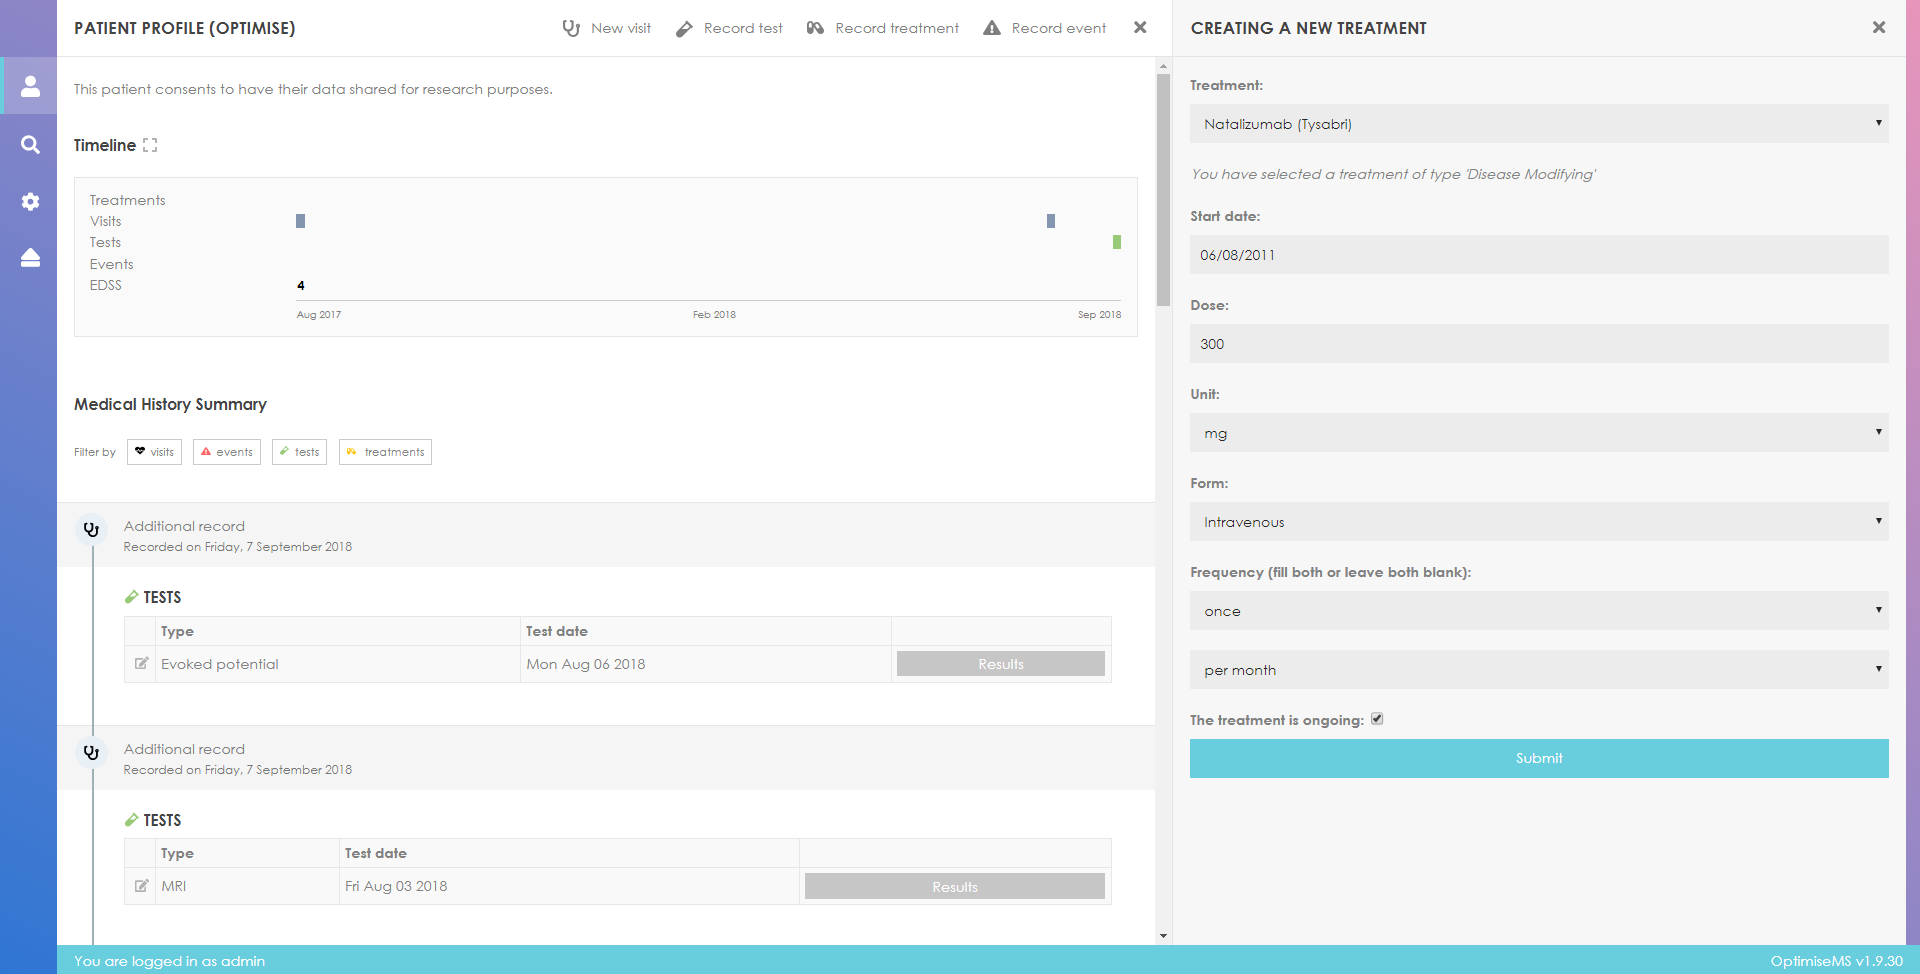 PATIENT PROFILE (OPTIMISE)
New visit
Record test
Record treatment
Record event
This patient consents to have their data shared for research purposes.
Timeline
Treatments
Visits
Tests
Events
EDSS
4
Aug 2017
Feb 2018
Sep 2018
Medical History Summary
Filter by
visits
events
tests
treatments
Additional record
Recorded on Friday, 7 September 2018
TESTS
Type
Test date
Evoked potential
Mon Aug 06 2018
Results
Additional record
Recorded on Friday, 7 September 2018
TESTS
Type
Test date
MRI
Fri Aug 03 2018
Results
CREATING A NEW TREATMENT
Treatment:
Natalizumab (Tysabri)
You have selected a treatment of type 'Disease Modifying'
Start date:
06/08/2011
Dose:
300
Unit:
mg
Form:
Intravenous
Frequency (fill both or leave both blank):
once
per month
The treatment is ongoing:
Submit
You are logged in as admin
OptimiseMS v1.9.30